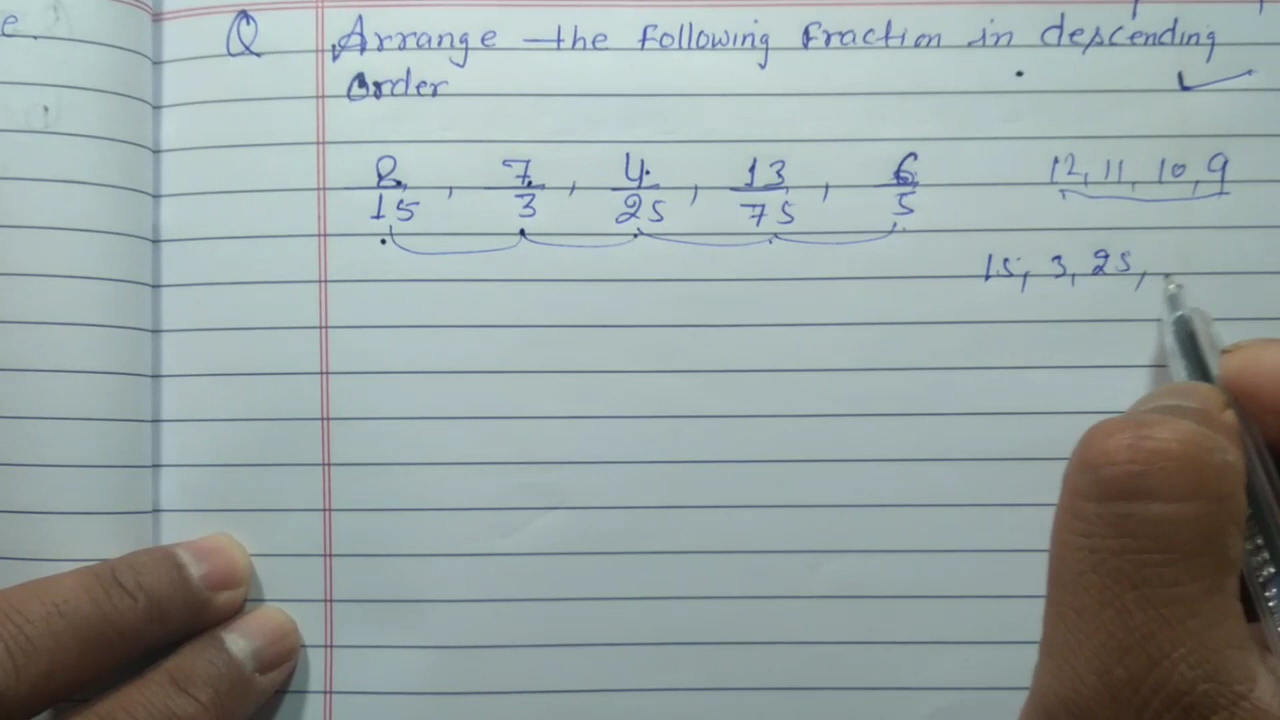 e.
Q Arrange the following fraction in descending
order
8/15 , 7/3 , 4/25 , 13/75 , 6/5
12, 11, 10, 9
15, 3, 25,